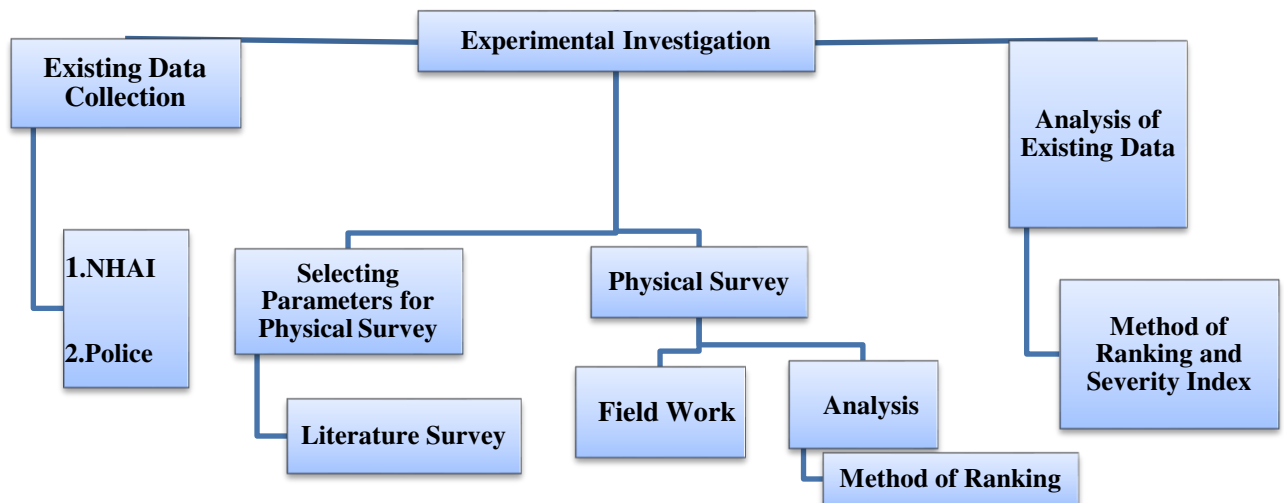 Experimental Investigation
Existing Data
Collection
Analysis of
Existing Data
1.NHAI
2.Police
Selecting
Parameters for
Physical Survey
Physical Survey
Method of
Ranking and
Severity Index
Field Work
Analysis
Literature Survey
Method of Ranking